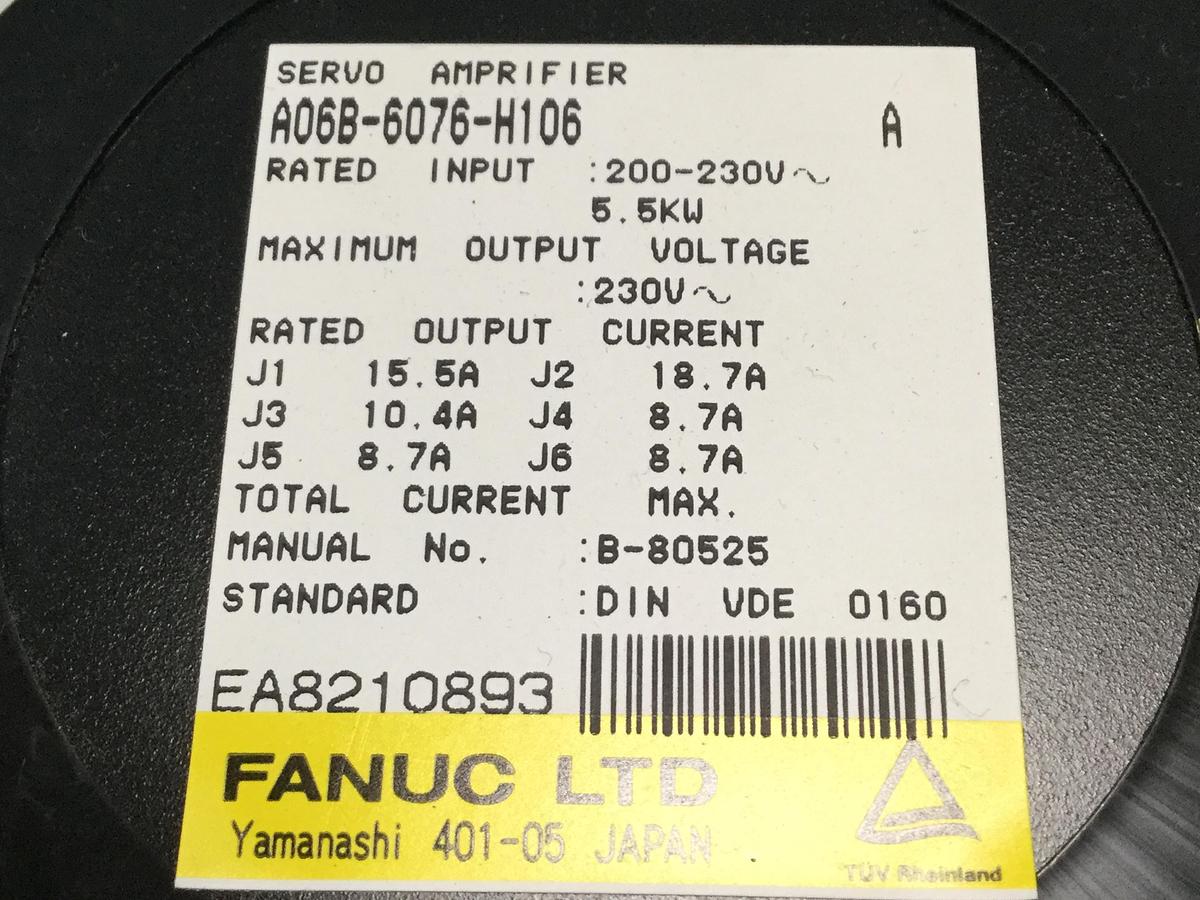 SERVO AMPRIFIER
A06B-6076-H106 A
RATED INPUT :200-230V~
5.5KW
MAXIMUM OUTPUT VOLTAGE
:230V~
RATED OUTPUT CURRENT
J1 15.5A J2 18.7A
J3 10.4A J4 8.7A
J5 8.7A J6 8.7A
TOTAL CURRENT MAX.
MANUAL No. :B-80525
STANDARD :DIN VDE 0160
EA8210893
FANUC LTD
Yamanashi 401-05 JAPAN
TÜV Rheinland